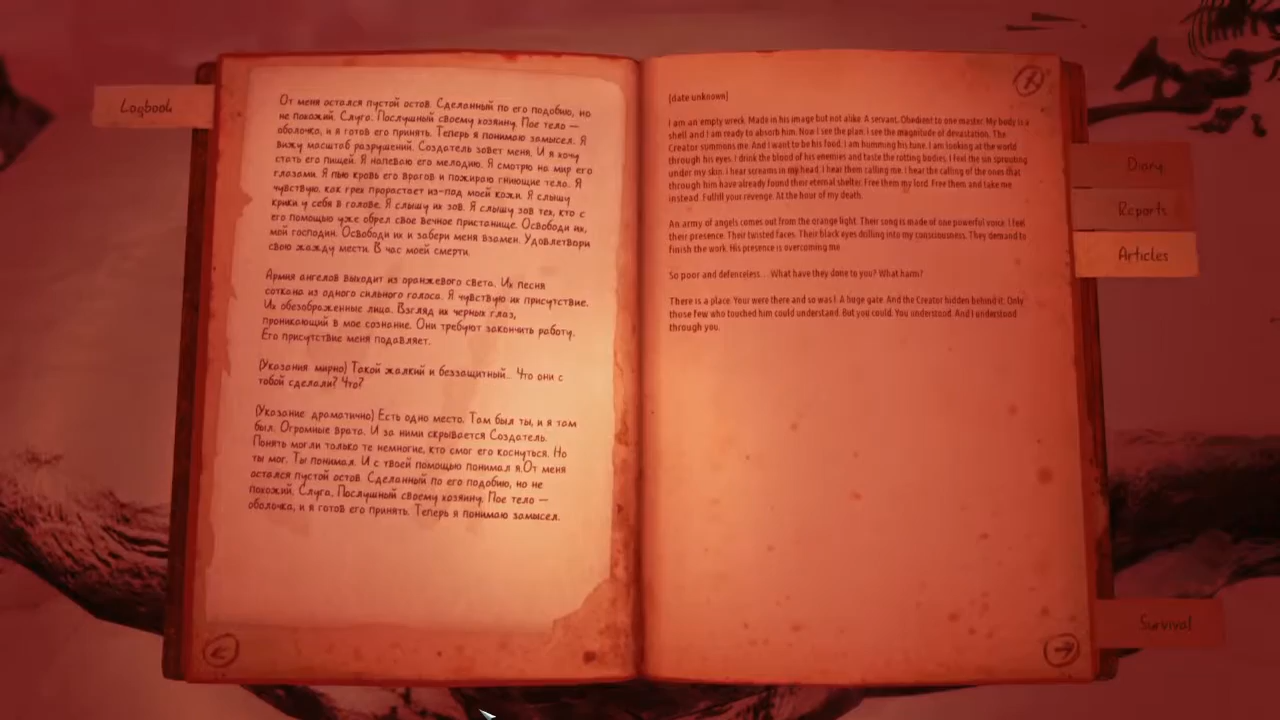 Logbook
От меня остался пустой остов. Сделанный по его подобию, но
не похожий. Слуга. Послушный своему хозяину. Мое тело —
оболочка, и я готов его принять. Теперь я понимаю замысел. Я
вижу масштаб разрушений. Создатель зовет меня. И я хочу
стать его пищей. Я напеваю его мелодию. Я смотрю на мир его
глазами. Я пью кровь его врагов и пожираю гниющие тела. Я
чувствую, как грех прорастает из-под моей кожи. Я слышу
крики у себя в голове. Я слышу их зов. Я слышу зов тех, кто с
его помощью уже обрел свое вечное пристанище. Освободи их,
мой господин. Освободи их и забери меня взамен. Удовлетвори
свою жажду мести. В час моей смерти.
Армия ангелов выходит из оранжевого света. Их песня
соткана из одного сильного голоса. Я чувствую их присутствие.
Их обезображенные лица. Взгляд их черных глаз,
проникающий в мое сознание. Они требуют закончить работу.
Его присутствие меня подавляет.
(Указания: мирно) Такой жалкий и беззащитный... Что они с
тобой сделали? Что?
(Указание: драматично) Есть одно место. Там был ты, и я там
был. Огромные врата. И за ними скрывается Создатель.
Понять могли только те немногие, кто смог его коснуться. Но
ты мог. Ты понимал. И с твоей помощью понимал я.От меня
остался пустой остов. Сделанный по его подобию, но не
похожий. Слуга. Послушный своему хозяину. Мое тело —
оболочка, и я готов его принять. Теперь я понимаю замысел.
[date unknown]
I am an empty wreck. Made in his image but not alike. A servant. Obedient to one master. My body is a
shell and I am ready to absorb him. Now I see the plan. I see the magnitude of devastation. The
Creator summons me. And I want to be his food. I am humming his tune. I am looking at the world
through his eyes. I drink the blood of his enemies and taste the rotting bodies. I feel the sin sprouting
under my skin. I hear screams in my head. I hear them calling me. I hear the calling of the ones that
through him have already found their eternal shelter. Free them my lord. Free them and take me
instead. Fulfill your revenge. At the hour of my death.
An army of angels comes out from the orange light. Their song is made of one powerful voice. I feel
their presence. Their twisted faces. Their black eyes drilling into my consciousness. They demand to
finish the work. His presence is overcoming me.
So poor and defenceless... What have they done to you? What harm?
There is a place. Your were there and so was I. A huge gate. And the Creator hidden behind it. Only
those few who touched him could understand. But you could. You understood. And I understood
through you.
Diary
Reports
Articles
Survival